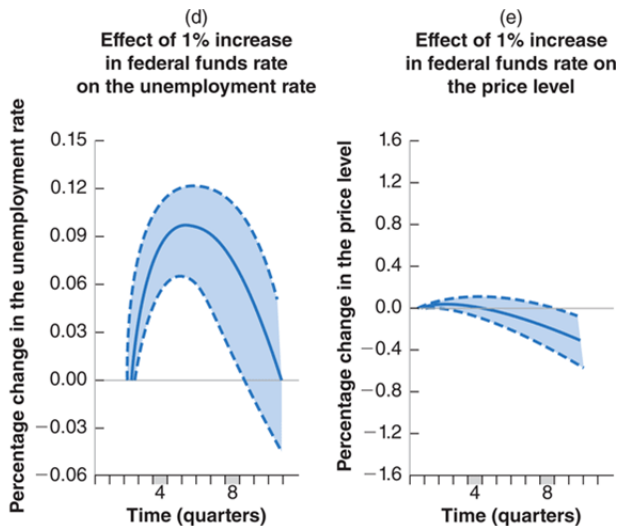 (d)
Effect of 1% increase
in federal funds rate
on the unemployment rate
Percentage change in the unemployment rate
0.15
0.12
0.09
0.06
0.03
0.00
−0.03
−0.06
4
8
Time (quarters)
(e)
Effect of 1% increase
in federal funds rate on
the price level
Percentage change in the price level
1.6
1.2
0.8
0.4
0.0
−0.4
−0.8
−1.2
−1.6
4
8
Time (quarters)